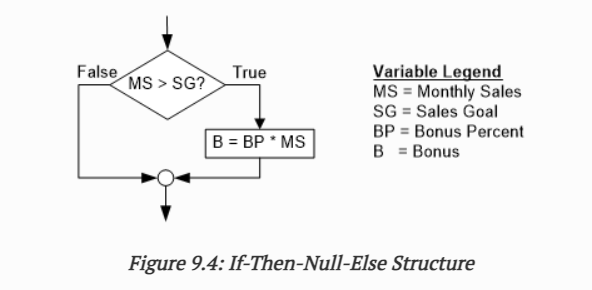 False
True
MS > SG?
B = BP * MS
Variable Legend
MS = Monthly Sales
SG = Sales Goal
BP = Bonus Percent
B = Bonus
Figure 9.4: If-Then-Null-Else Structure